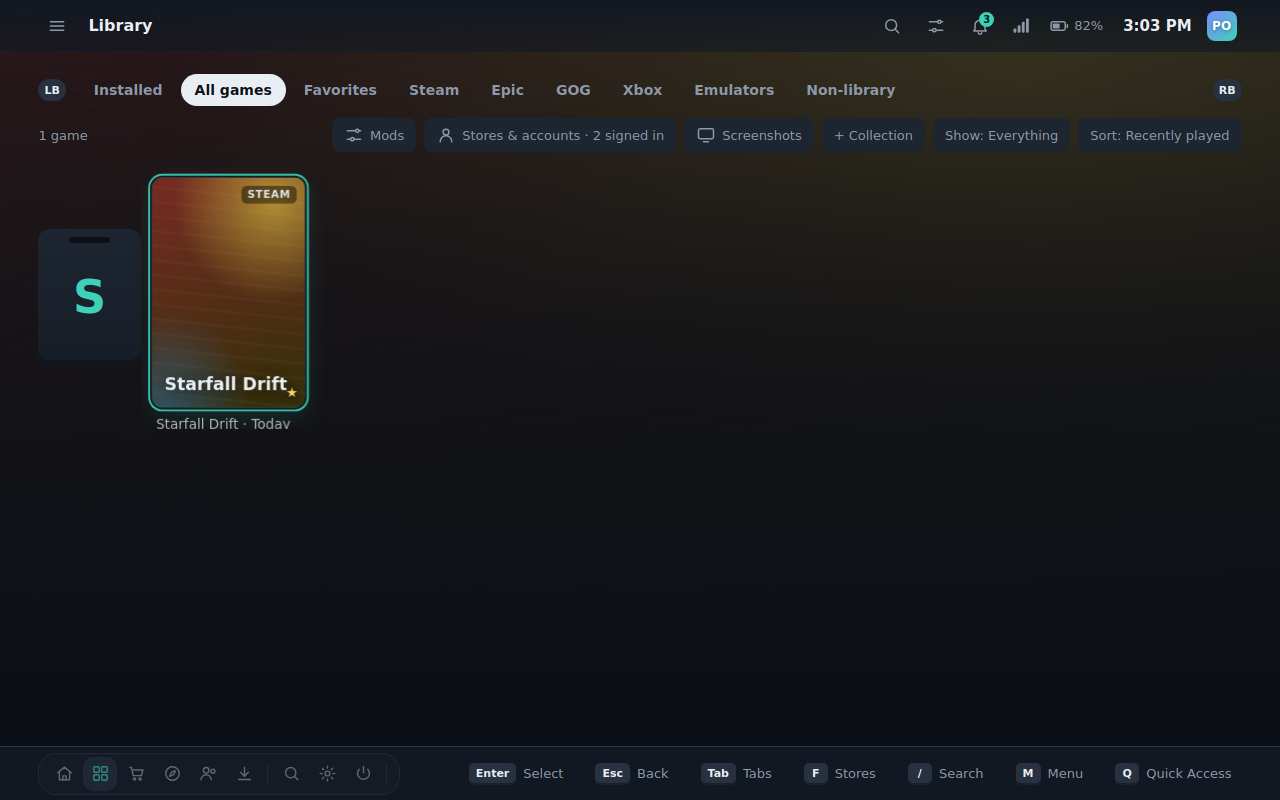 Library
3
82%
3:03 PM
PO
LB
Installed
All games
Favorites
Steam
Epic
GOG
Xbox
Emulators
Non-library
RB
1 game
Mods
Stores & accounts · 2 signed in
Screenshots
+ Collection
Show: Everything
Sort: Recently played
S
STEAM
Starfall Drift
Starfall Drift · Today
Enter Select
Esc Back
Tab Tabs
F Stores
/ Search
M Menu
Q Quick Access